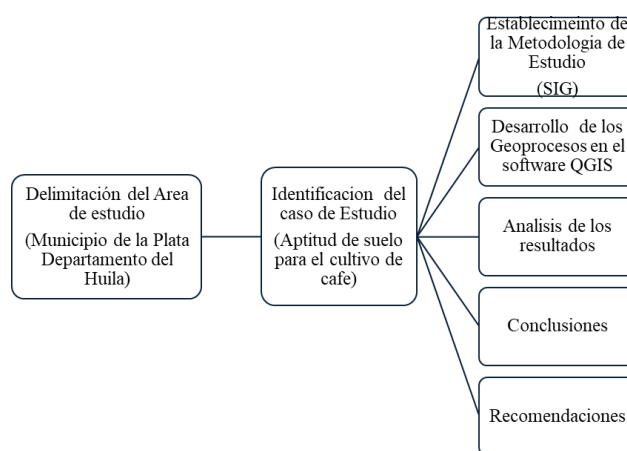 Delimitación del Area
de estudio
(Municipio de la Plata
Departamento del
Huila)
Identificacion del
caso de Estudio
(Aptitud de suelo
para el cultivo de
cafe)
Establecimeinto de
la Metodologia de
Estudio
(SIG)
Desarrollo de los
Geoprocesos en el
software QGIS
Analisis de los
resultados
Conclusiones
Recomendaciones